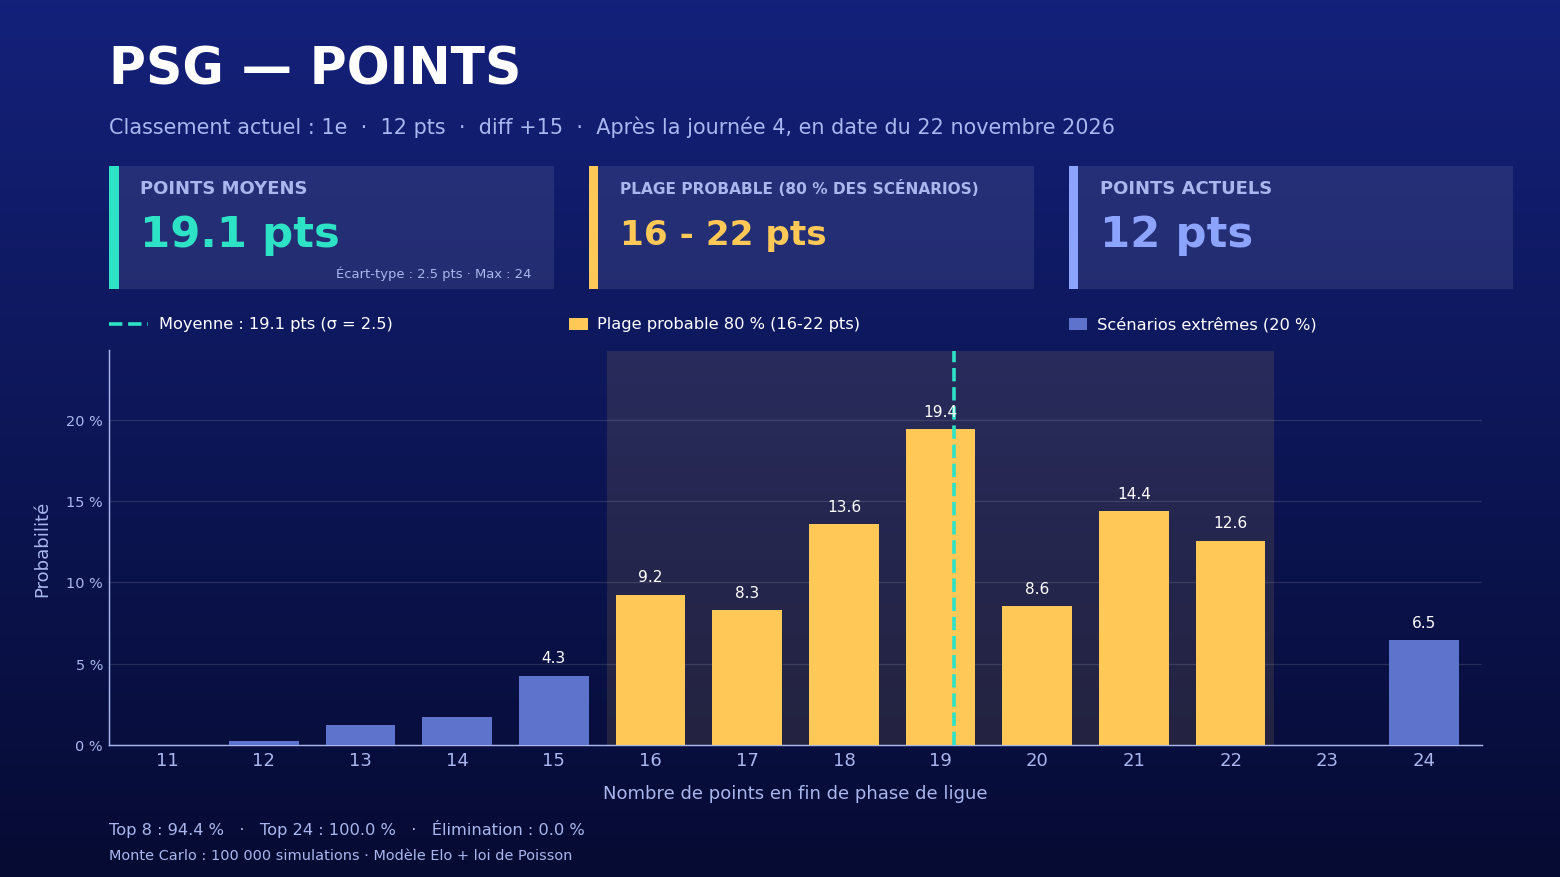 PSG — POINTS
Classement actuel : 1e · 12 pts · diff +15 · Après la journée 4, en date du 22 novembre 2026
POINTS MOYENS
19.1 pts
Écart-type : 2.5 pts · Max : 24
PLAGE PROBABLE (80 % DES SCÉNARIOS)
16 - 22 pts
POINTS ACTUELS
12 pts
Moyenne : 19.1 pts (σ = 2.5)
Plage probable 80 % (16-22 pts)
Scénarios extrêmes (20 %)
Probabilité
20 %
15 %
10 %
5 %
0 %
4.3
9.2
8.3
13.6
19.4
8.6
14.4
12.6
6.5
11 12 13 14 15 16 17 18 19 20 21 22 23 24
Nombre de points en fin de phase de ligue
Top 8 : 94.4 % · Top 24 : 100.0 % · Élimination : 0.0 %
Monte Carlo : 100 000 simulations · Modèle Elo + loi de Poisson